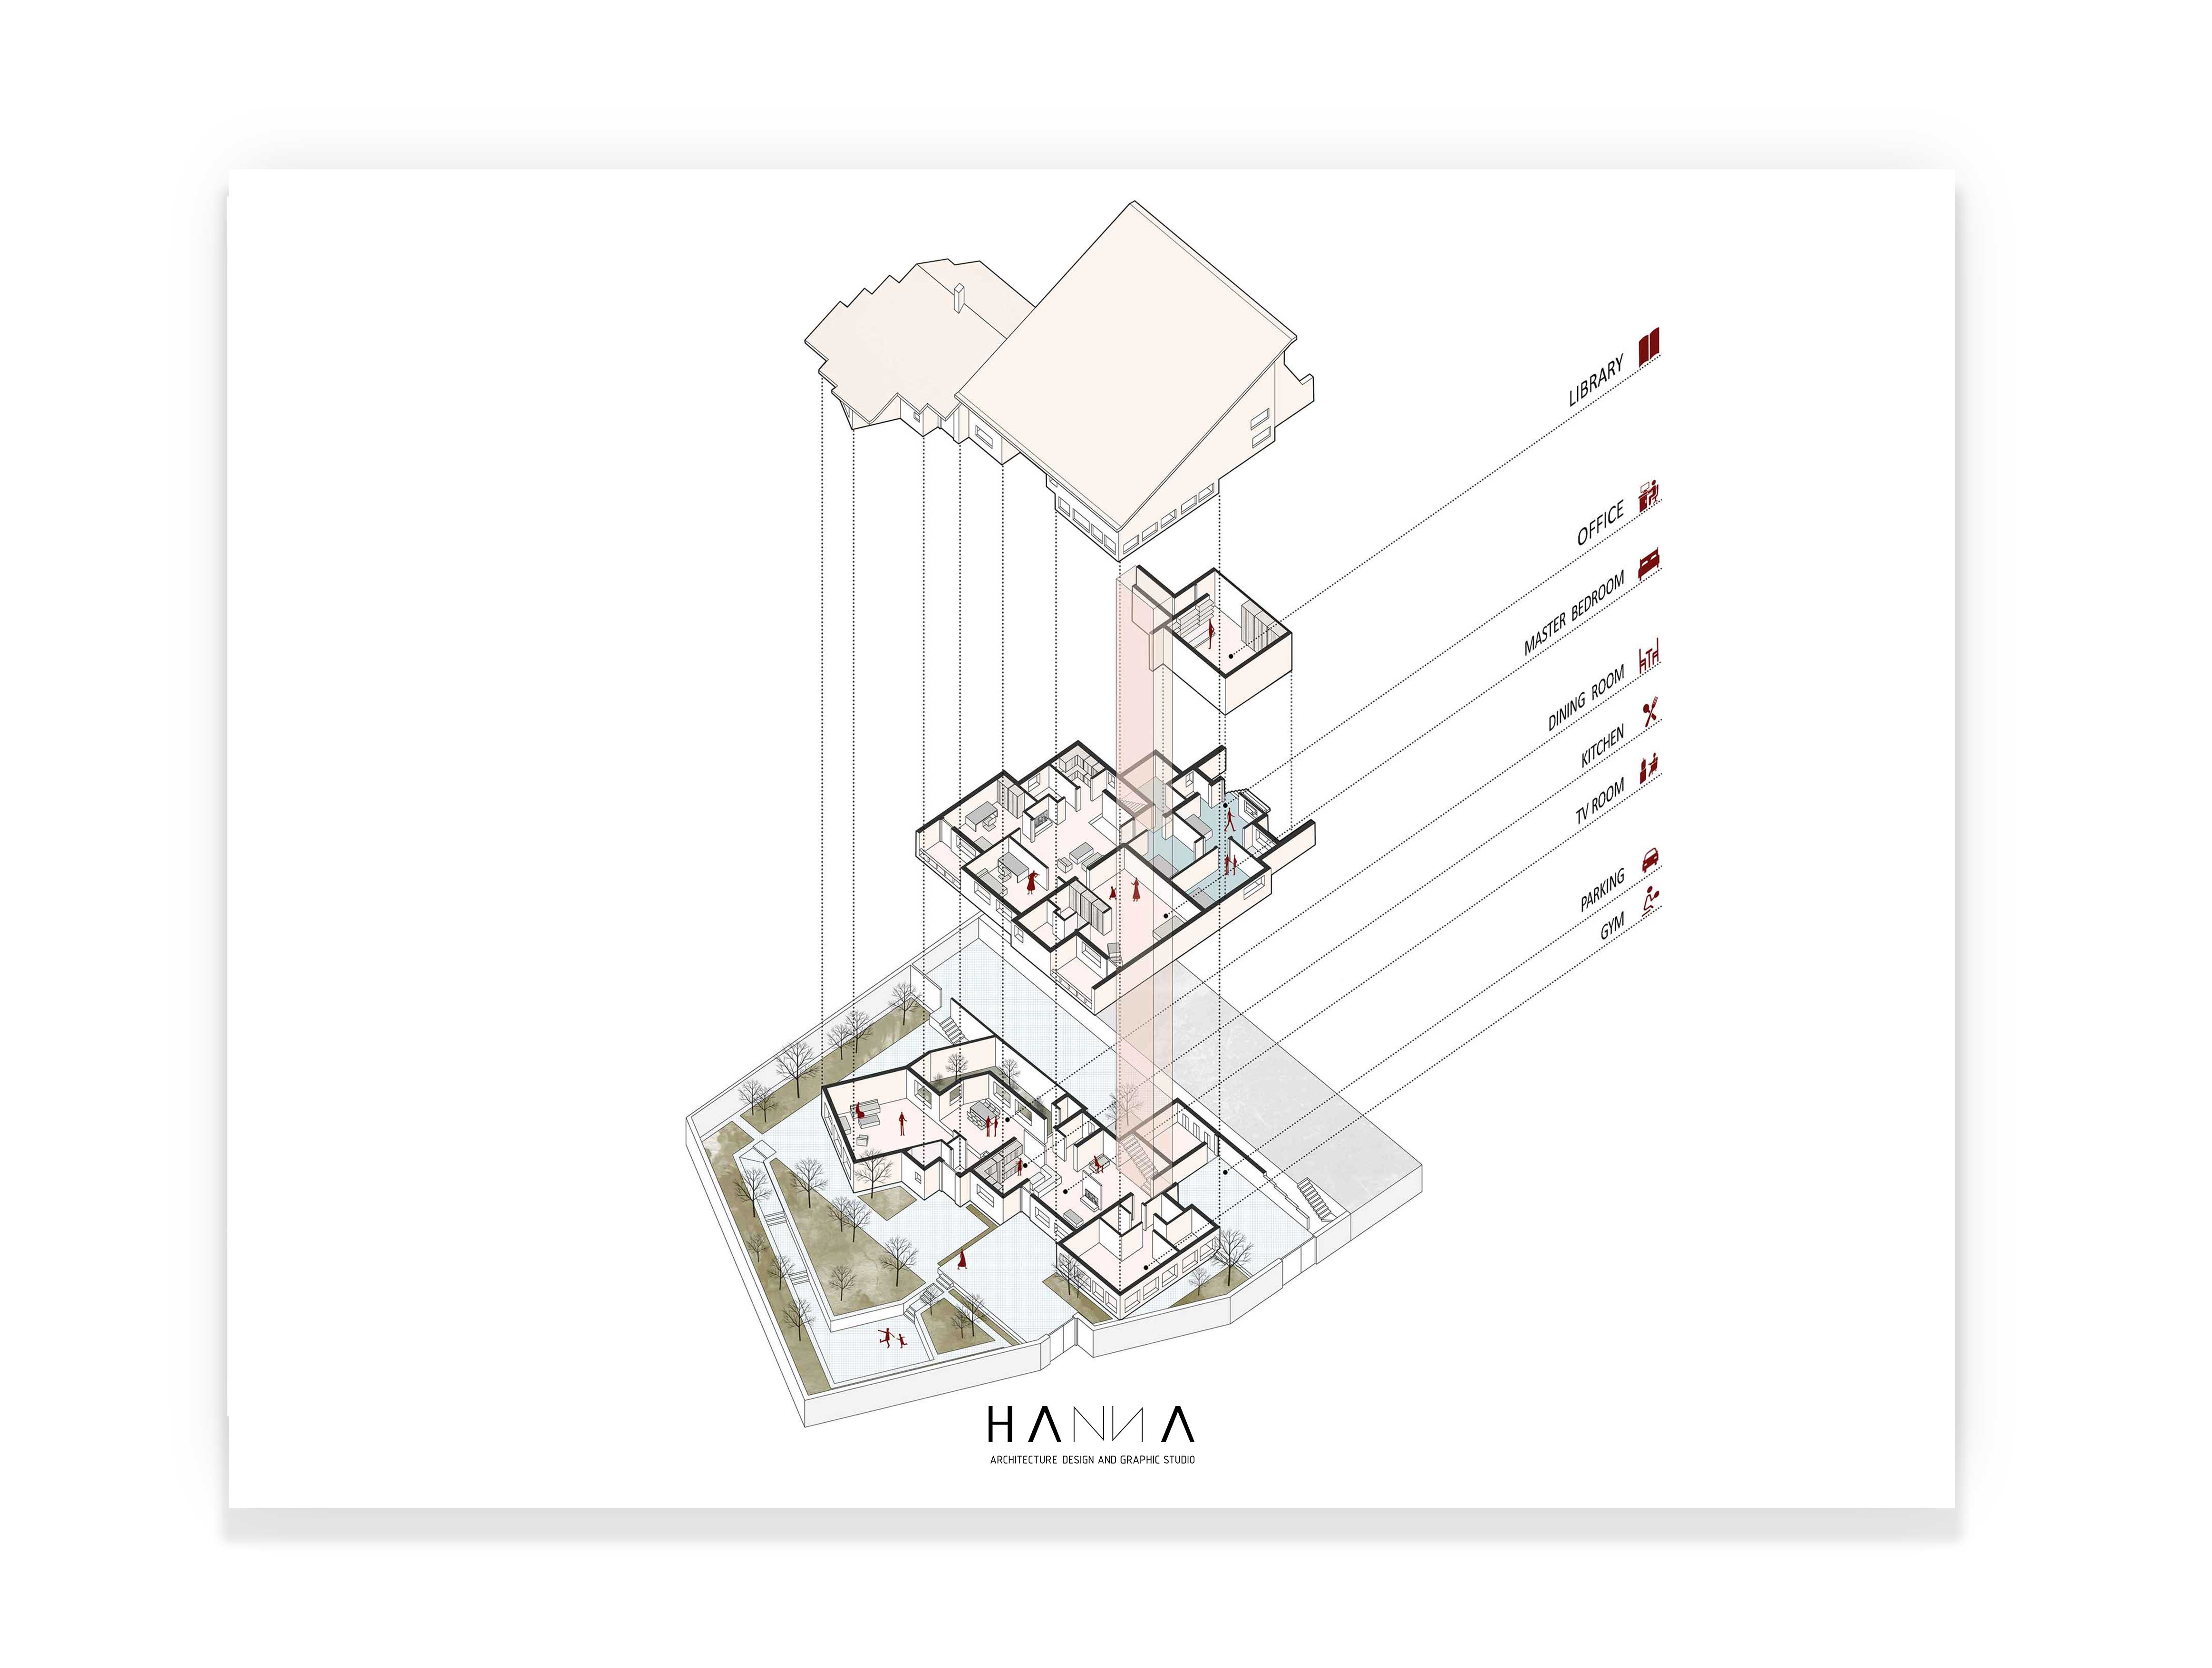 LIBRARY
OFFICE
MASTER BEDROOM
DINING ROOM
KITCHEN
TV ROOM
PARKING
GYM
HANNA
ARCHITECTURE DESIGN AND GRAPHIC STUDIO